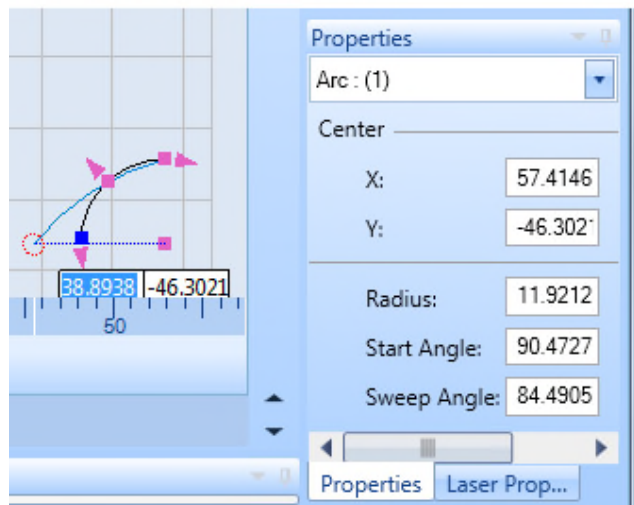 Properties
Arc : (1)
Center
X: 57.4146
Y: -46.3021
Radius: 11.9212
Start Angle: 90.4727
Sweep Angle: 84.4905
Properties Laser Prop...
38.8938 -46.3021
50